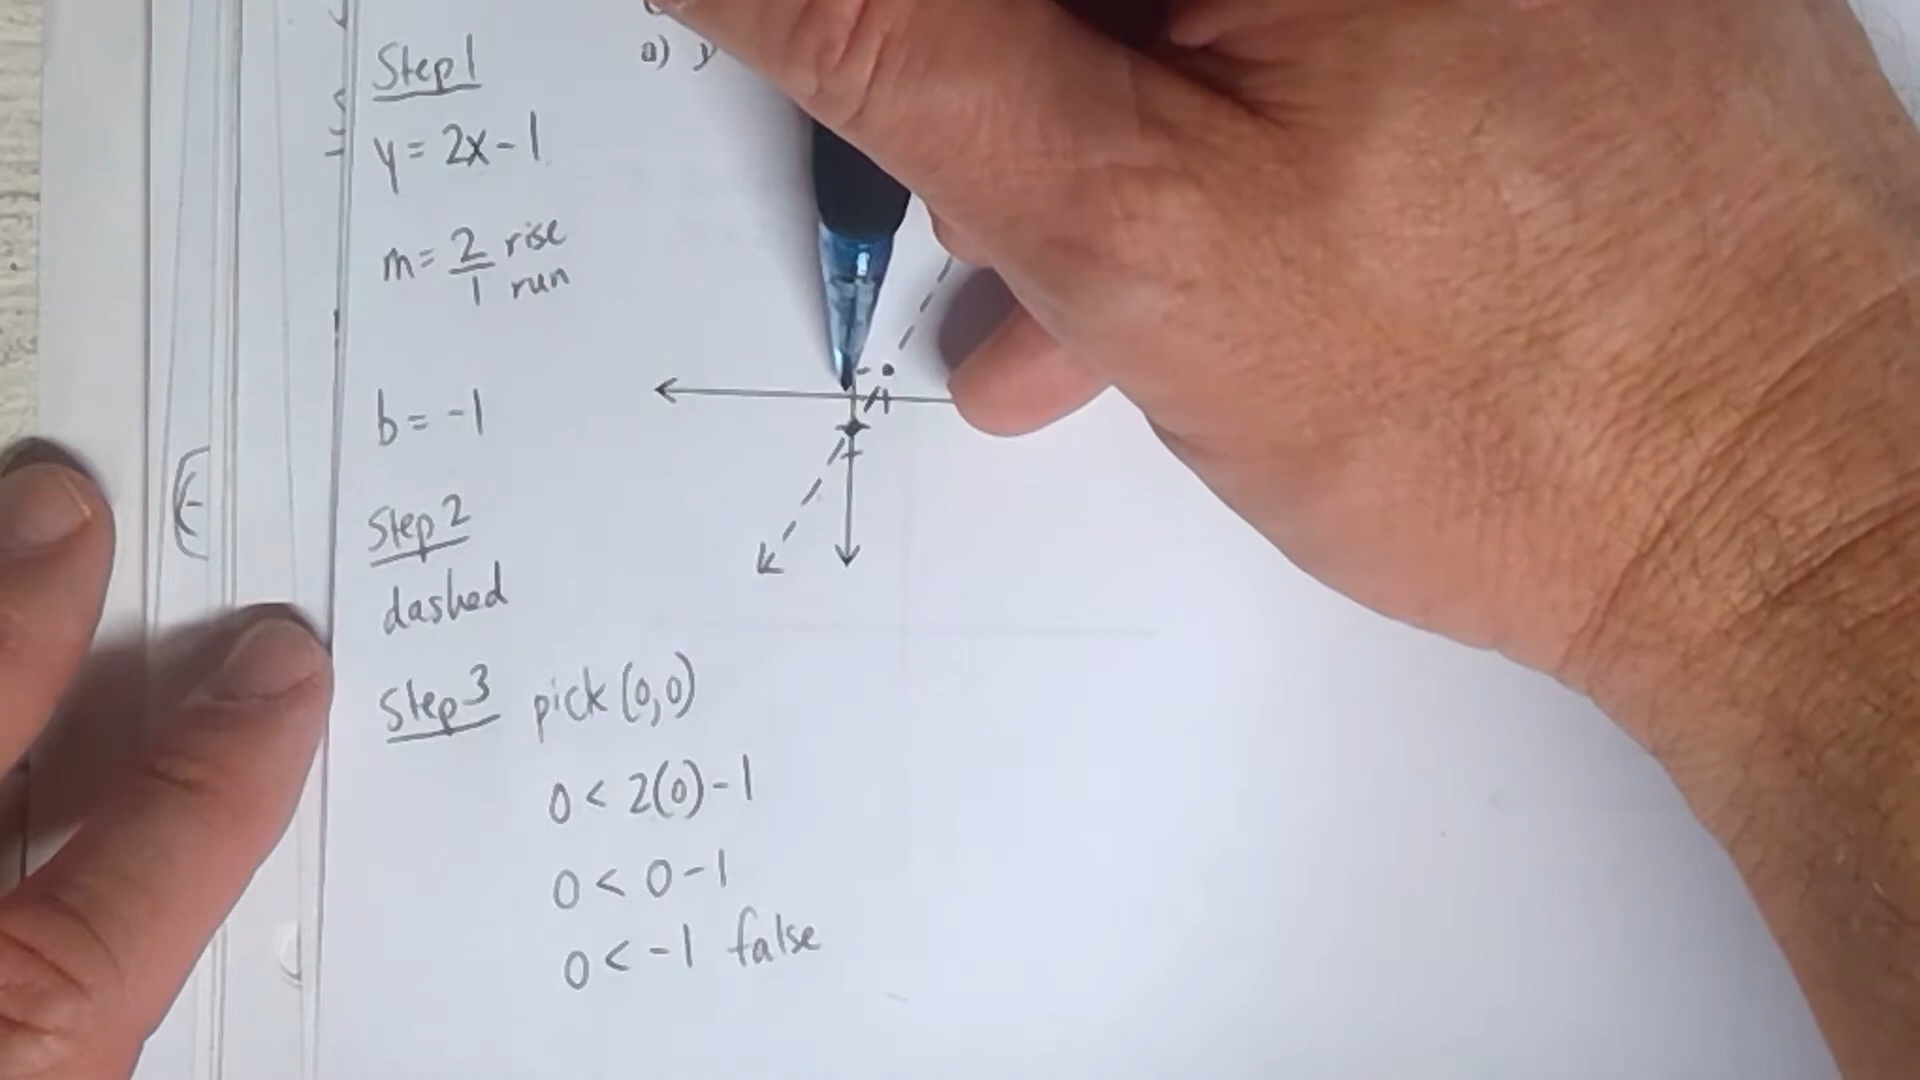 Step 1
a) y
y = 2x - 1
m = 2/1 rise run
b = -1
Step 2
dashed
Step 3 pick (0,0)
0 < 2(0) - 1
0 < 0 - 1
0 < -1 false